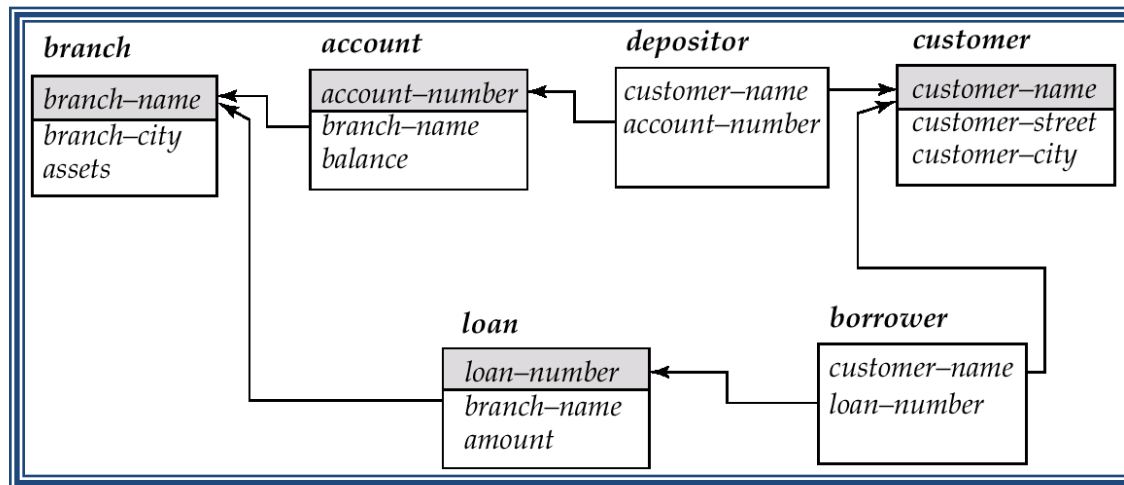 branch
branch–name
branch–city
assets
account
account–number
branch–name
balance
depositor
customer–name
account–number
customer
customer–name
customer–street
customer–city
loan
loan–number
branch–name
amount
borrower
customer–name
loan–number